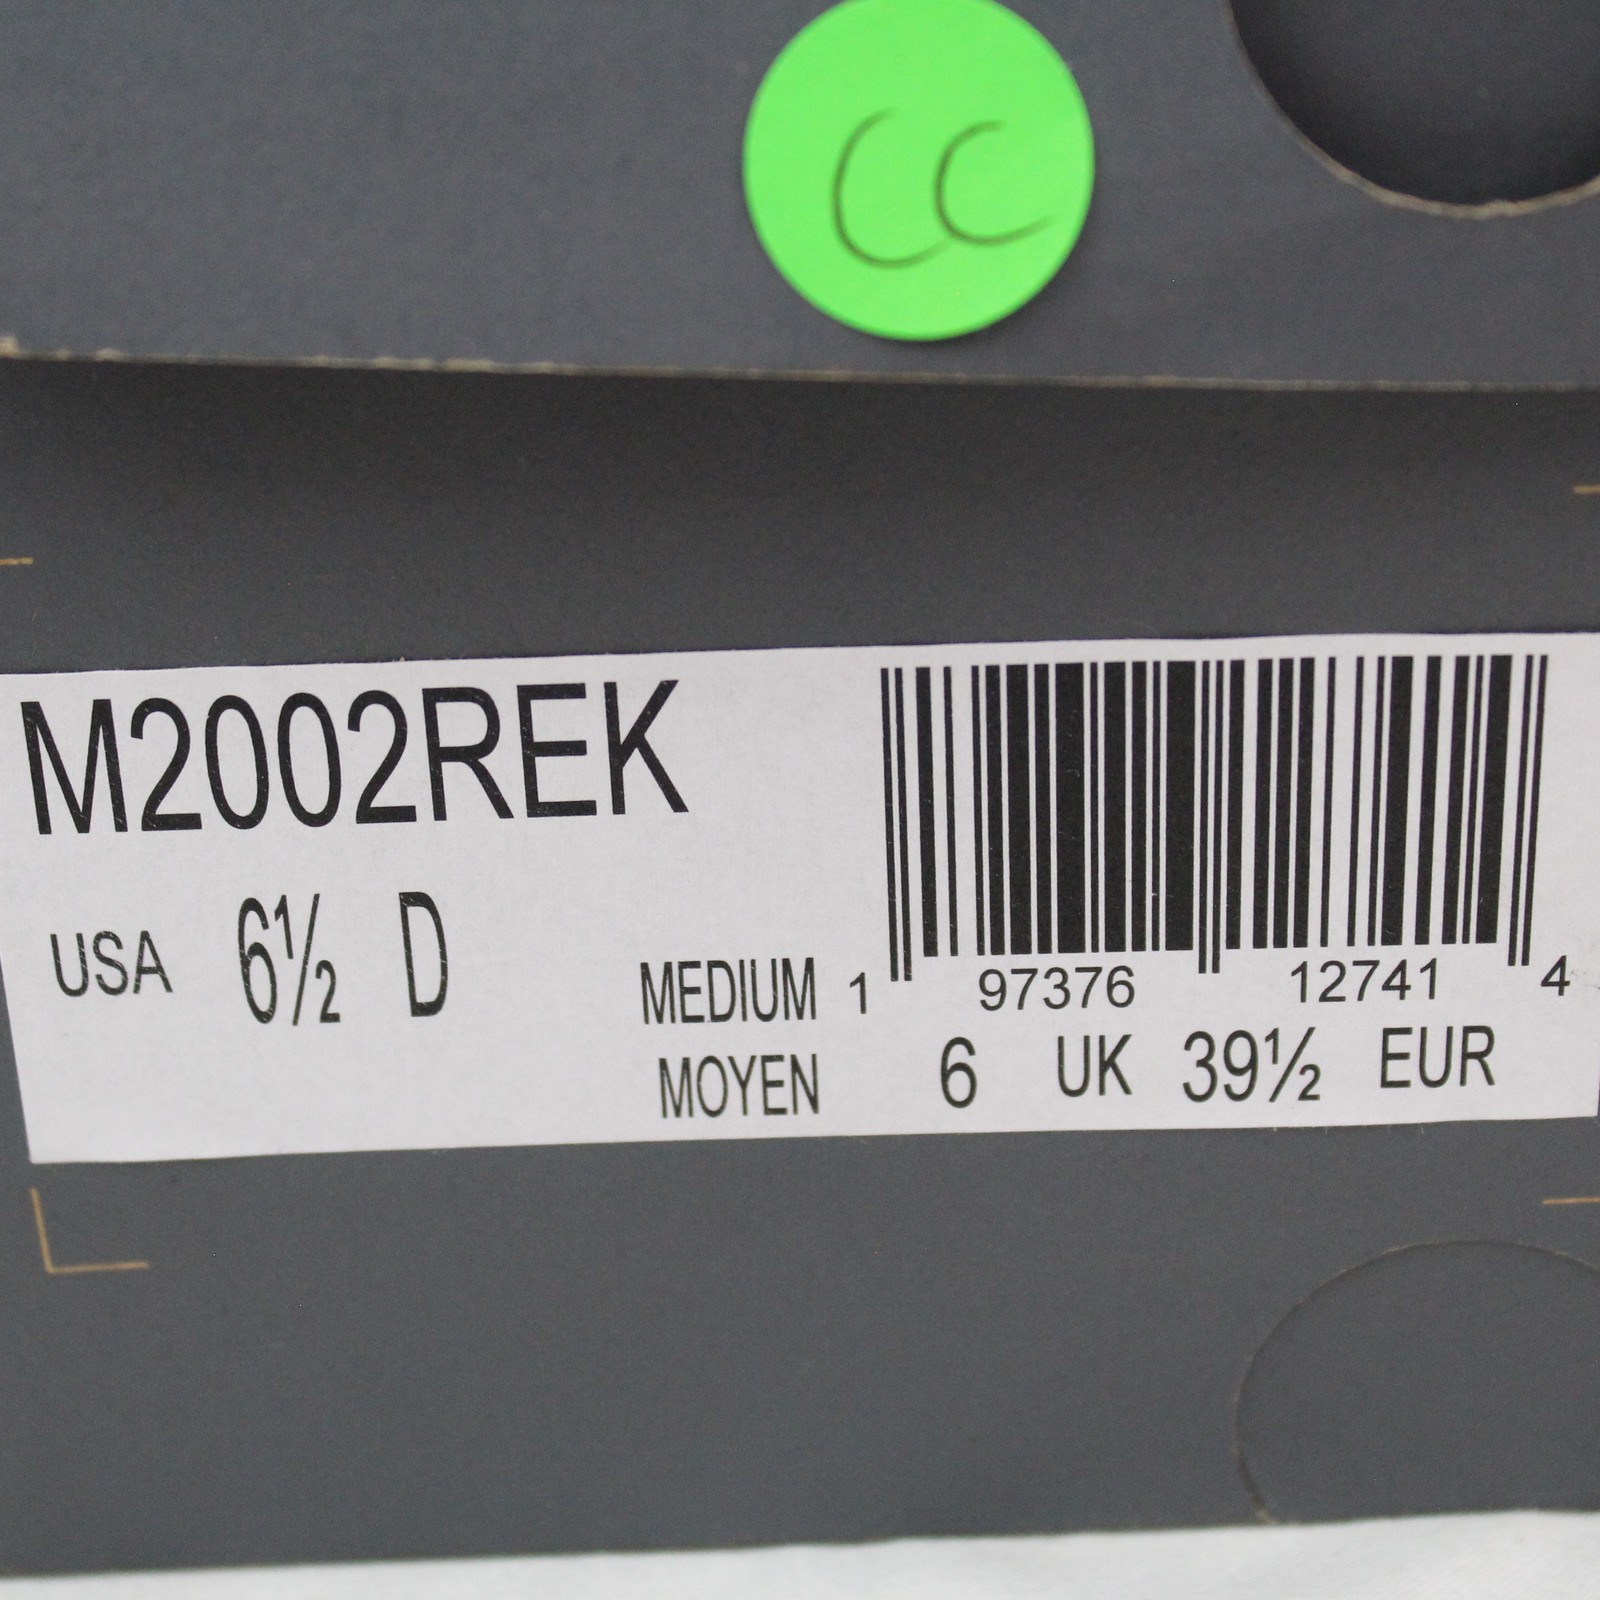 CC
M2002REK
USA 6½ D
MEDIUM 1 97376 12741 4
MOYEN 6 UK 39½ EUR